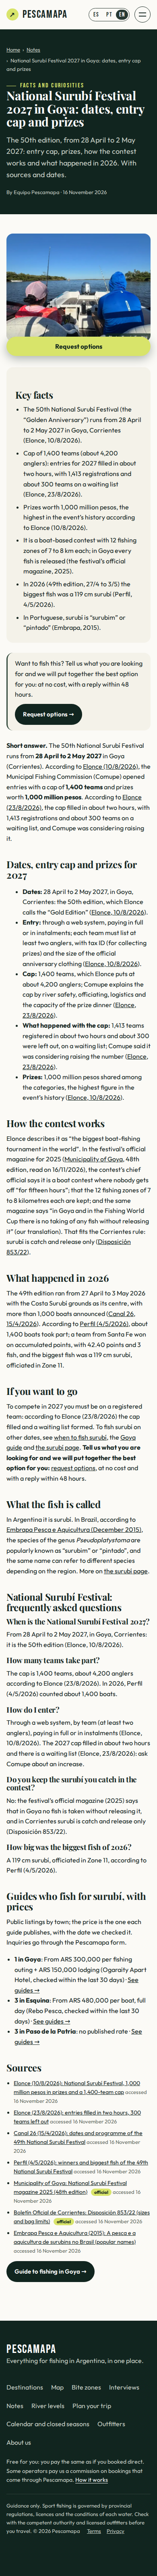 PESCAMAPA
ES PT EN
Home › Notes
› National Surubí Festival 2027 in Goya: dates, entry cap
and prizes
FACTS AND CURIOSITIES
National Surubí Festival
2027 in Goya: dates, entry
cap and prizes
The 50th edition, from 28 April to 2 May
2027: entry cap, prizes, how the contest
works and what happened in 2026. With
sources and dates.
By Equipo Pescamapa · 16 November 2026
Request options
Key facts
• The 50th National Surubí Festival (the
“Golden Anniversary”) runs from 28 April
to 2 May 2027 in Goya, Corrientes
(Elonce, 10/8/2026).
• Cap of 1,400 teams (about 4,200
anglers): entries for 2027 filled in about
two hours, with 1,413 registrations and
about 300 teams on a waiting list
(Elonce, 23/8/2026).
• Prizes worth 1,000 million pesos, the
highest in the event’s history according
to Elonce (10/8/2026).
• It is a boat-based contest with 12 fishing
zones of 7 to 8 km each; in Goya every
fish is released (the festival’s official
magazine, 2025).
• In 2026 (49th edition, 27/4 to 3/5) the
biggest fish was a 119 cm surubí (Perfil,
4/5/2026).
• In Portuguese, surubí is “surubim” or
“pintado” (Embrapa, 2015).
Want to fish this? Tell us what you are looking
for and we will put together the best option
for you: at no cost, with a reply within 48
hours.
Request options →
Short answer. The 50th National Surubí Festival
runs from 28 April to 2 May 2027 in Goya
(Corrientes). According to Elonce (10/8/2026), the
Municipal Fishing Commission (Comupe) opened
entries with a cap of 1,400 teams and prizes
worth 1,000 million pesos. According to Elonce
(23/8/2026), the cap filled in about two hours, with
1,413 registrations and about 300 teams on a
waiting list, and Comupe was considering raising
it.
Dates, entry cap and prizes for
2027
• Dates: 28 April to 2 May 2027, in Goya,
Corrientes: the 50th edition, which Elonce
calls the “Gold Edition” (Elonce, 10/8/2026).
• Entry: through a web system, paying in full
or in instalments; each team must have at
least two anglers, with tax ID (for collecting
prizes) and the size of the official
anniversary clothing (Elonce, 10/8/2026).
• Cap: 1,400 teams, which Elonce puts at
about 4,200 anglers; Comupe explains the
cap by river safety, officiating, logistics and
the capacity of the prize dinner (Elonce,
23/8/2026).
• What happened with the cap: 1,413 teams
registered in about two hours and about 300
were left out, on a waiting list; Comupe said it
was considering raising the number (Elonce,
23/8/2026).
• Prizes: 1,000 million pesos shared among
the categories, the highest figure in the
event’s history (Elonce, 10/8/2026).
How the contest works
Elonce describes it as “the biggest boat-fishing
tournament in the world”. The festival’s official
magazine for 2025 (Municipality of Goya, 48th
edition, read on 16/11/2026), the event’s chief
official says it is a contest where nobody gets
wet “for fifteen hours”; that the 12 fishing zones of 7
to 8 kilometres each are kept; and that the same
magazine says that in Goya and in the Fishing World
Cup there is no taking of any fish without releasing
it” (our translation). That fits the Corrientes rule:
surubí is catch and release only (Disposición
853/22).
What happened in 2026
The 49th edition ran from 27 April to 3 May 2026
with the Costa Surubí grounds as its centre, with
more than 1,000 boats announced (Canal 26,
15/4/2026). According to Perfil (4/5/2026), about
1,400 boats took part; a team from Santa Fe won
on accumulated points, with 42.40 points and 3
fish, and the biggest fish was a 119 cm surubí,
officiated in Zone 11.
If you want to go
To compete in 2027 you must be on a registered
team: according to Elonce (23/8/2026) the cap
filled and a waiting list formed. To fish surubí on
other dates, see when to fish surubí, the Goya
guide and the surubí page. Tell us what you are
looking for and we will put together the best
option for you: request options, at no cost and
with a reply within 48 hours.
What the fish is called
In Argentina it is surubí. In Brazil, according to
Embrapa Pesca e Aquicultura (December 2015),
the species of the genus Pseudoplatystoma are
popularly known as “surubim” or “pintado”, and
the same name can refer to different species
depending on the region. More on the surubí page.
National Surubí Festival:
frequently asked questions
When is the National Surubí Festival 2027?
From 28 April to 2 May 2027, in Goya, Corrientes:
it is the 50th edition (Elonce, 10/8/2026).
How many teams take part?
The cap is 1,400 teams, about 4,200 anglers
according to Elonce (23/8/2026). In 2026, Perfil
(4/5/2026) counted about 1,400 boats.
How do I enter?
Through a web system, by team (at least two
anglers), paying in full or in instalments (Elonce,
10/8/2026). The 2027 cap filled in about two hours
and there is a waiting list (Elonce, 23/8/2026): ask
Comupe about an increase.
Do you keep the surubí you catch in the
contest?
No: the festival’s official magazine (2025) says
that in Goya no fish is taken without releasing it,
and in Corrientes surubí is catch and release only
(Disposición 853/22).
How big was the biggest fish of 2026?
A 119 cm surubí, officiated in Zone 11, according to
Perfil (4/5/2026).
Guides who fish for surubí, with
prices
Public listings by town; the price is the one each
guide publishes, with the date we read it.
Inquiries go through the Pescamapa form.
• 1 in Goya: From ARS 300,000 per fishing
outing + ARS 150,000 lodging (Ogarity Apart
Hotel, checked within the last 30 days) · See
guides →
• 3 in Esquina: From ARS 480,000 per boat, full
day (Rebo Pesca, checked within the last 30
days) · See guides →
• 3 in Paso de la Patria: no published rate · See
guides →
Sources
• Elonce (10/8/2026): National Surubí Festival, 1,000
million pesos in prizes and a 1,400-team cap accessed
16 November 2026
• Elonce (23/8/2026): entries filled in two hours, 300
teams left out accessed 16 November 2026
• Canal 26 (15/4/2026): dates and programme of the
49th National Surubí Festival accessed 16 November
2026
• Perfil (4/5/2026): winners and biggest fish of the 49th
National Surubí Festival accessed 16 November 2026
• Municipality of Goya: National Surubí Festival
magazine 2025 (48th edition) official accessed 16
November 2026
• Boletín Oficial de Corrientes: Disposición 853/22 (sizes
and bag limits) official accessed 16 November 2026
• Embrapa Pesca e Aquicultura (2015): A pesca e a
aquicultura de surubins no Brasil (popular names)
accessed 16 November 2026
Guide to fishing in Goya →
PESCAMAPA
Everything for fishing in Argentina, in one place.
Destinations Map Bite zones Interviews
Notes River levels Plan your trip
Calendar and closed seasons Outfitters
About us
Free for you: you pay the same as if you booked direct.
Some operators pay us a commission on bookings that
come through Pescamapa. How it works
Guidance only. Sport fishing is governed by provincial
regulations, licences and the conditions of each water. Check
with the competent authority and licensed outfitters before
you travel. © 2026 Pescamapa Terms Privacy